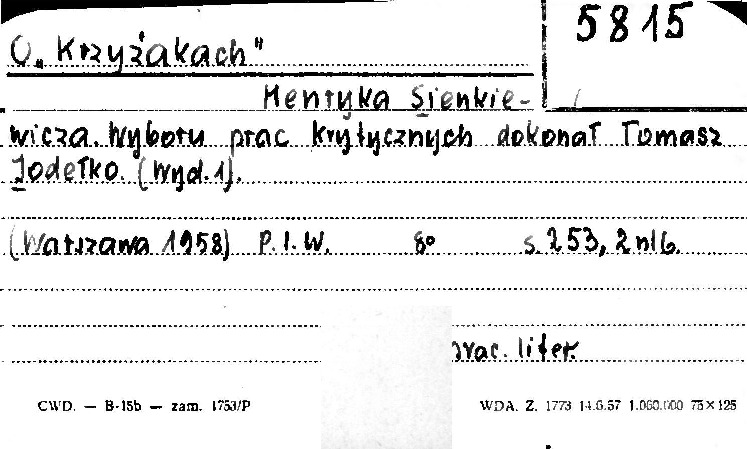 5815
O „Krzyżakach"
Henryka Sienkie-
wicza. Wyboru prac krytycznych dokonał Tomasz
Jodełko. (Wyd. 1).
(Warszawa 1958) P.I.W. 8° s. 253, 2 nlb.
prac. liter.
CWD. — B-15b — zam. 1753/P
WDA. Z. 1773 14.6.57 1.060.000 75×125